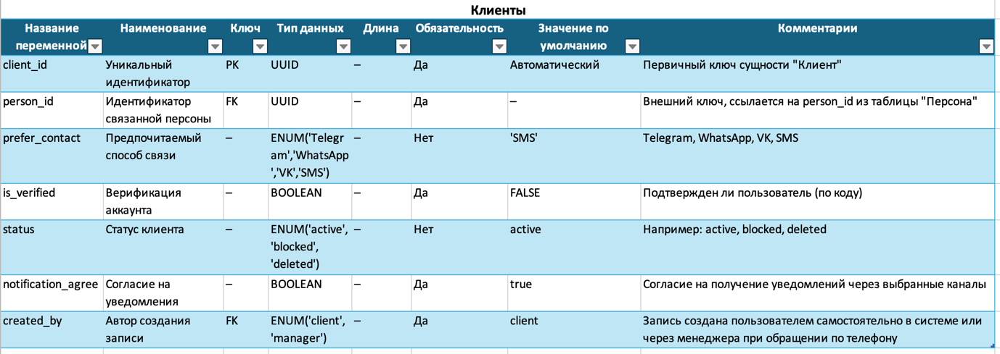 Клиенты
Название переменной Наименование Ключ Тип данных Длина Обязательность Значение по умолчанию Комментарии
client_id Уникальный идентификатор PK UUID – Да Автоматический Первичный ключ сущности "Клиент"
person_id Идентификатор связанной персоны FK UUID – Да – Внешний ключ, ссылается на person_id из таблицы "Персона"
prefer_contact Предпочитаемый способ связи – ENUM('Telegram','WhatsApp','VK','SMS') – Нет 'SMS' Telegram, WhatsApp, VK, SMS
is_verified Верификация аккаунта – BOOLEAN – Да FALSE Подтвержден ли пользователь (по коду)
status Статус клиента – ENUM('active', 'blocked', 'deleted') – Нет active Например: active, blocked, deleted
notification_agree Согласие на уведомления – BOOLEAN – Да true Согласие на получение уведомлений через выбранные каналы
created_by Автор создания записи FK ENUM('client', 'manager') – Да client Запись создана пользователем самостоятельно в системе или через менеджера при обращении по телефону